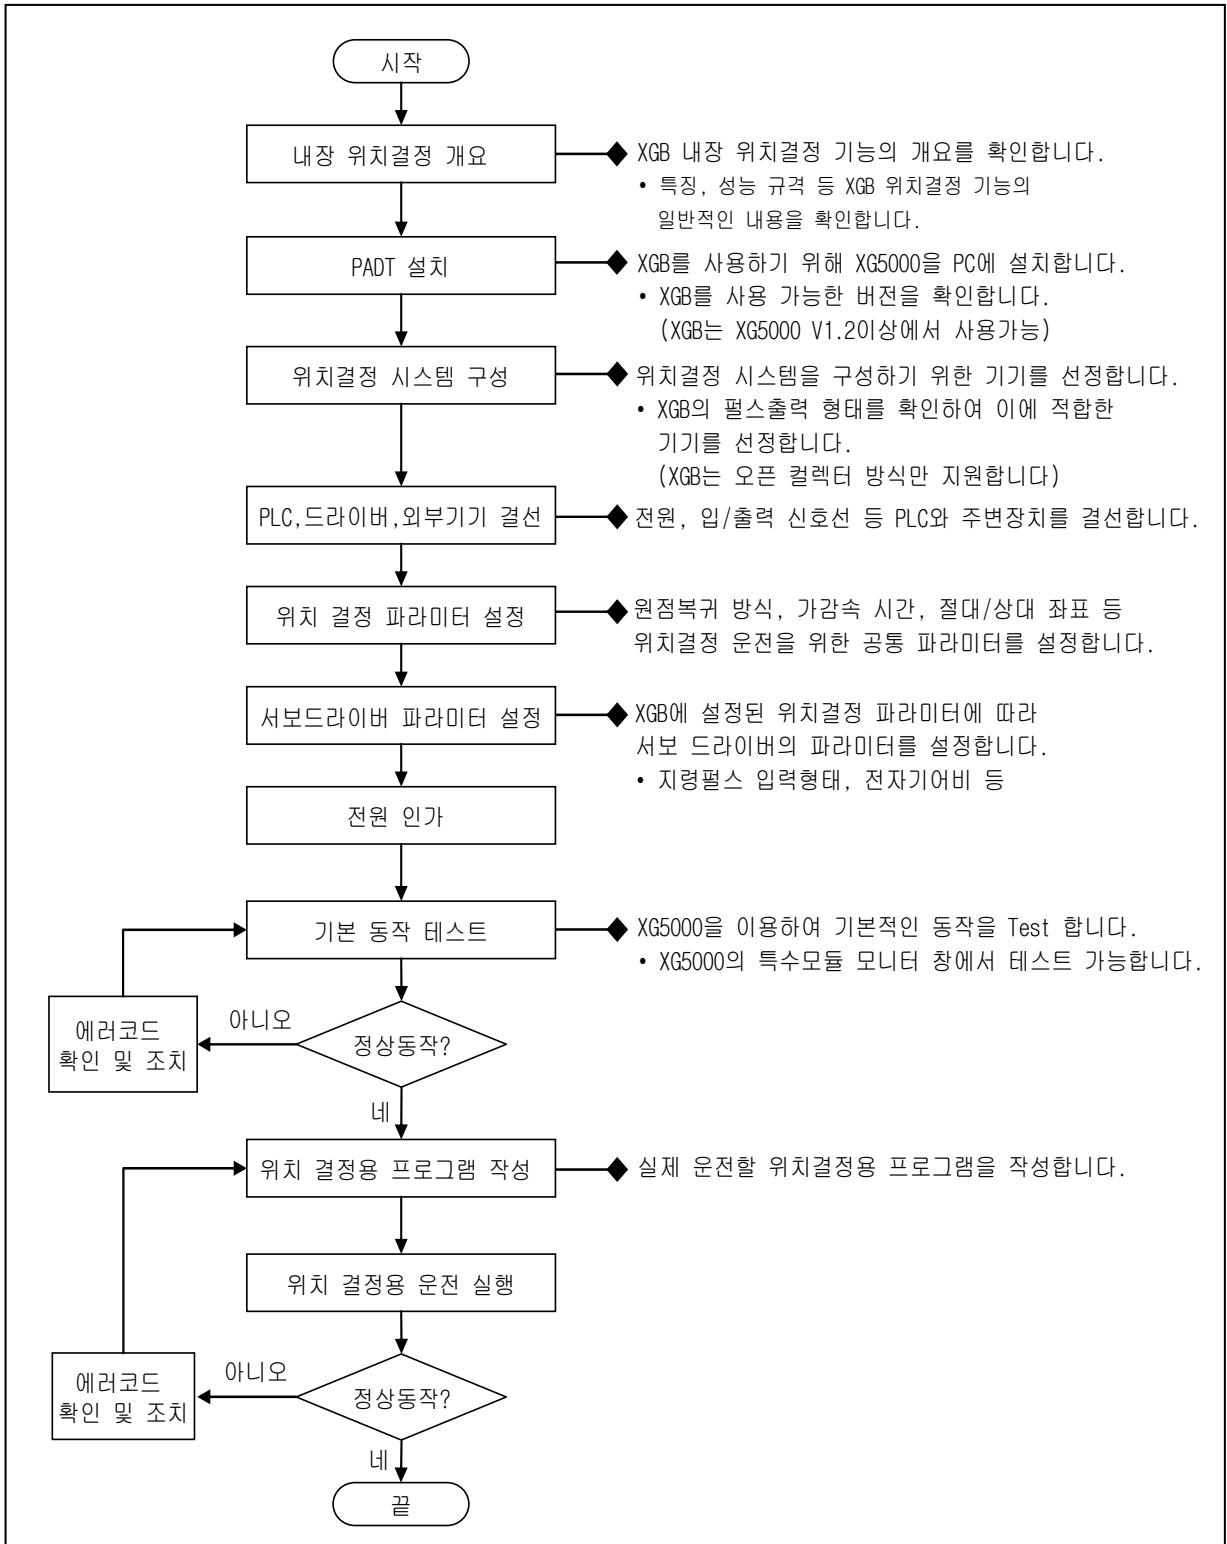 시작
내장 위치결정 개요
◆ XGB 내장 위치결정 기능의 개요를 확인합니다.
• 특징, 성능 규격 등 XGB 위치결정 기능의
일반적인 내용을 확인합니다.
PADT 설치
◆ XGB를 사용하기 위해 XG5000을 PC에 설치합니다.
• XGB를 사용 가능한 버전을 확인합니다.
(XGB는 XG5000 V1.2이상에서 사용가능)
위치결정 시스템 구성
◆ 위치결정 시스템을 구성하기 위한 기기를 선정합니다.
• XGB의 펄스출력 형태를 확인하여 이에 적합한
기기를 선정합니다.
(XGB는 오픈 컬렉터 방식만 지원합니다)
PLC,드라이버,외부기기 결선
◆ 전원, 입/출력 신호선 등 PLC와 주변장치를 결선합니다.
위치 결정 파라미터 설정
◆ 원점복귀 방식, 가감속 시간, 절대/상대 좌표 등
위치결정 운전을 위한 공통 파라미터를 설정합니다.
서보드라이버 파라미터 설정
◆ XGB에 설정된 위치결정 파라미터에 따라
서보 드라이버의 파라미터를 설정합니다.
• 지령펄스 입력형태, 전자기어비 등
전원 인가
기본 동작 테스트
◆ XG5000을 이용하여 기본적인 동작을 Test 합니다.
• XG5000의 특수모듈 모니터 창에서 테스트 가능합니다.
에러코드
확인 및 조치
아니오
정상동작?
네
위치 결정용 프로그램 작성
◆ 실제 운전할 위치결정용 프로그램을 작성합니다.
위치 결정용 운전 실행
에러코드
확인 및 조치
아니오
정상동작?
네
끝